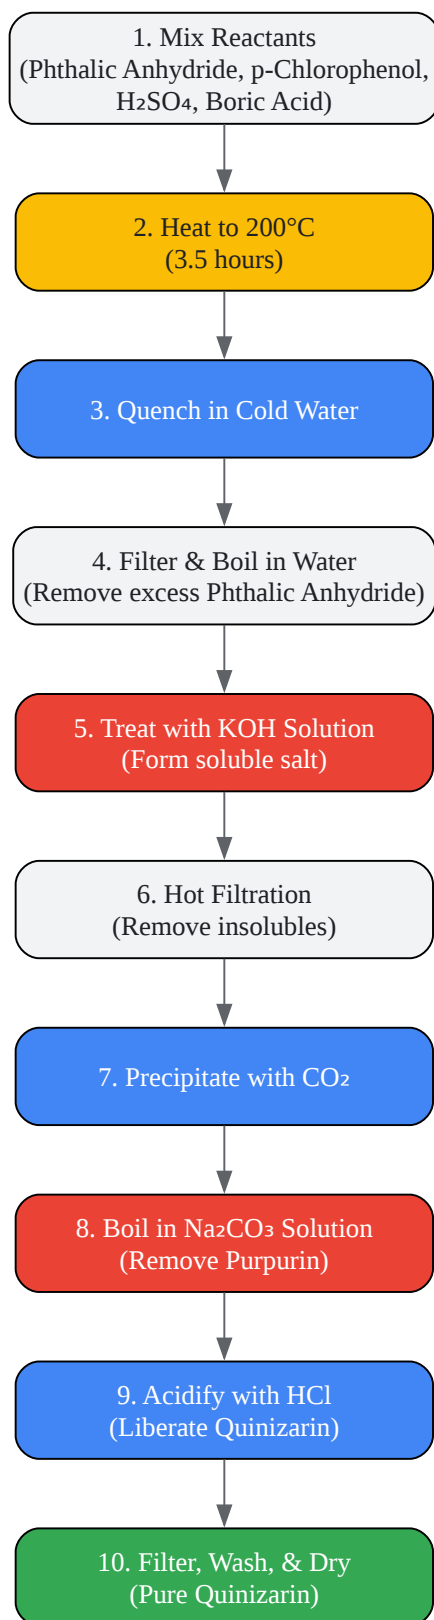 1. Mix Reactants
(Phthalic Anhydride, p-Chlorophenol,
H₂SO₄, Boric Acid)
2. Heat to 200°C
(3.5 hours)
3. Quench in Cold Water
4. Filter & Boil in Water
(Remove excess Phthalic Anhydride)
5. Treat with KOH Solution
(Form soluble salt)
6. Hot Filtration
(Remove insolubles)
7. Precipitate with CO₂
8. Boil in Na₂CO₃ Solution
(Remove Purpurin)
9. Acidify with HCl
(Liberate Quinizarin)
10. Filter, Wash, & Dry
(Pure Quinizarin)